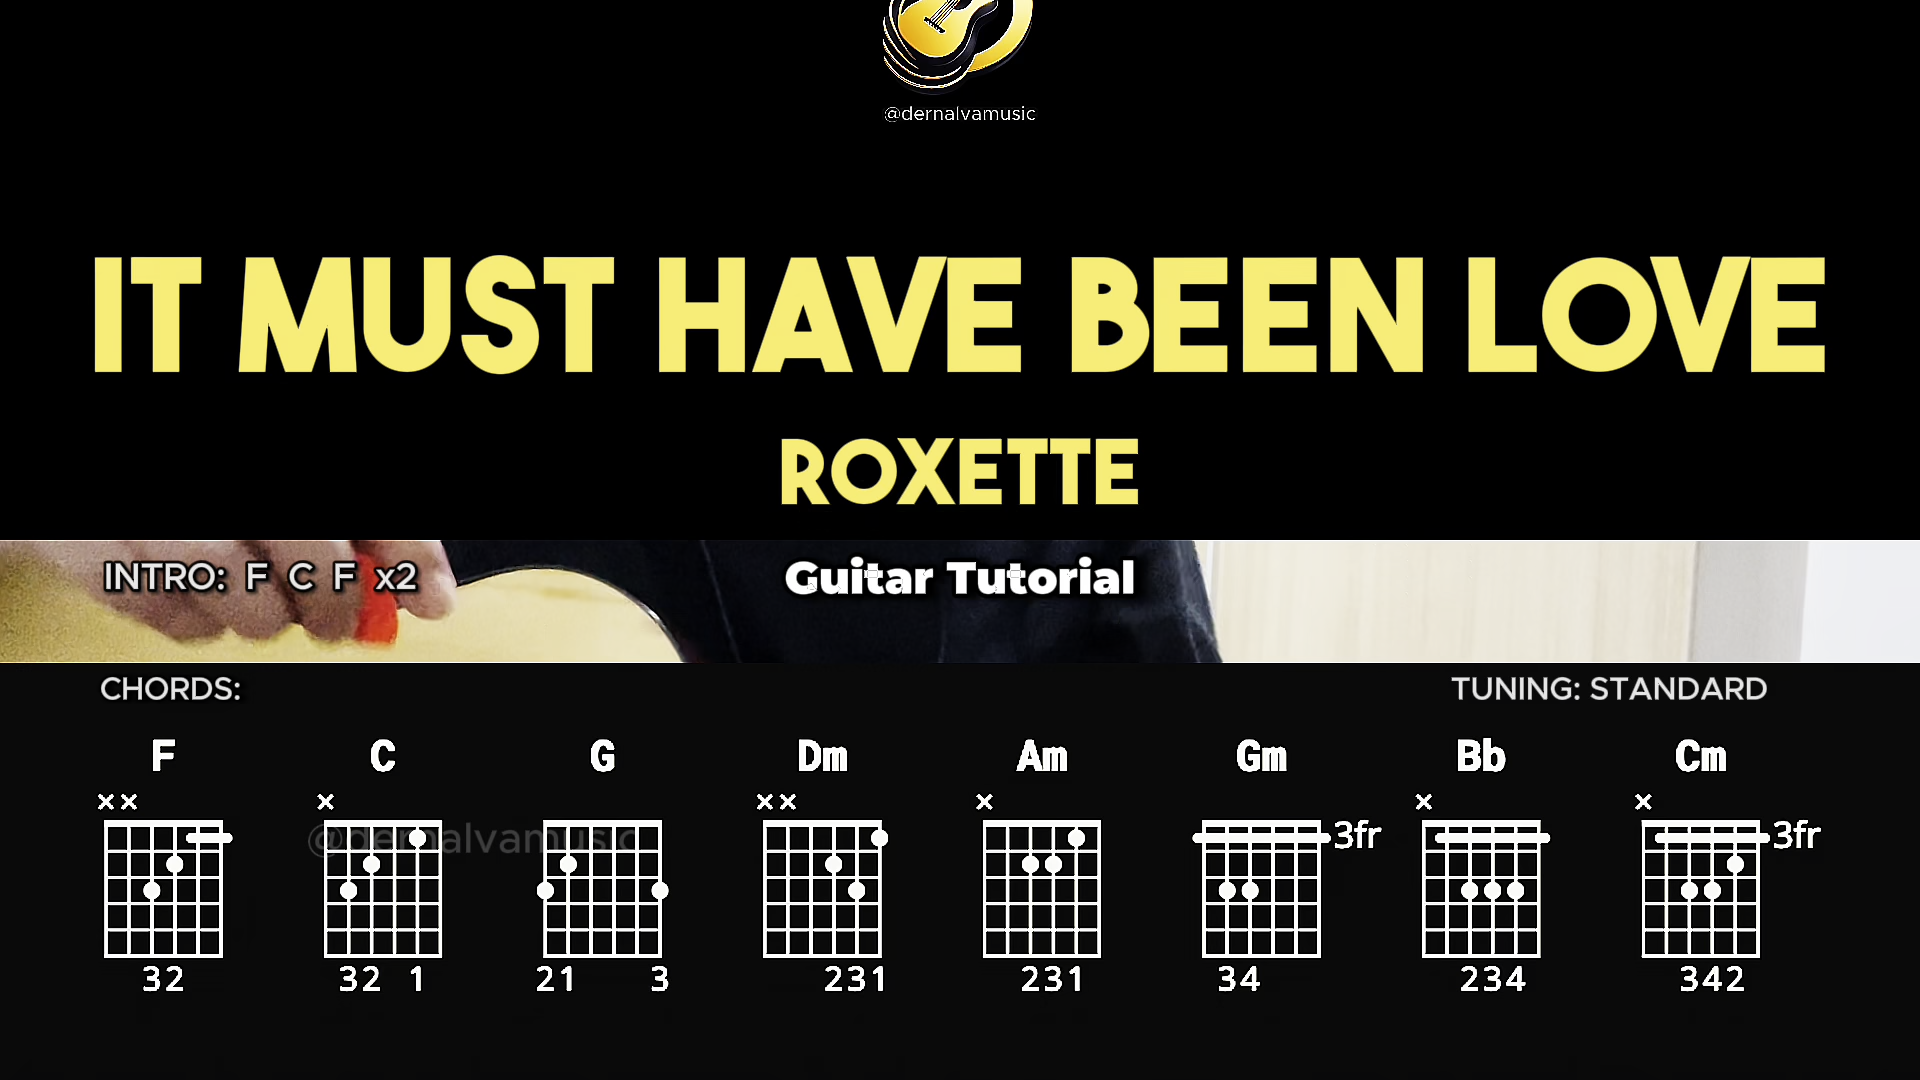 @dernalvamusic
IT MUST HAVE BEEN LOVE
ROXETTE
INTRO: F C F x2
Guitar Tutorial
CHORDS:
TUNING: STANDARD
F C G Dm Am Gm Bb Cm
×× × ×× × × ×
@dernalvamusic
3fr 3fr
32 32 1 21 3 231 231 34 234 342